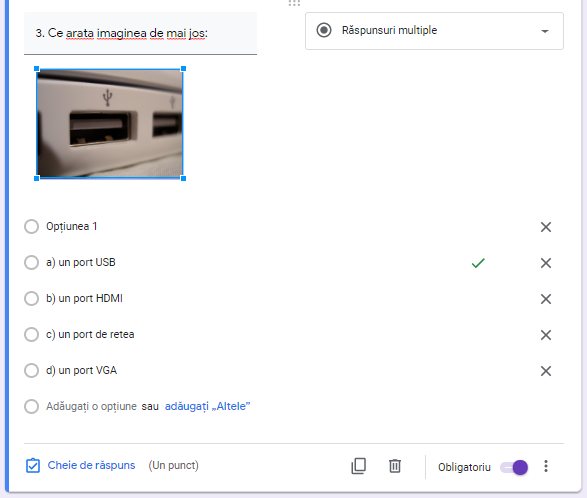 3. Ce arata imaginea de mai jos:
Răspunsuri multiple
Opțiunea 1
a) un port USB
b) un port HDMI
c) un port de retea
d) un port VGA
Adăugați o opțiune sau adăugați „Altele”
Cheie de răspuns (Un punct)
Obligatoriu